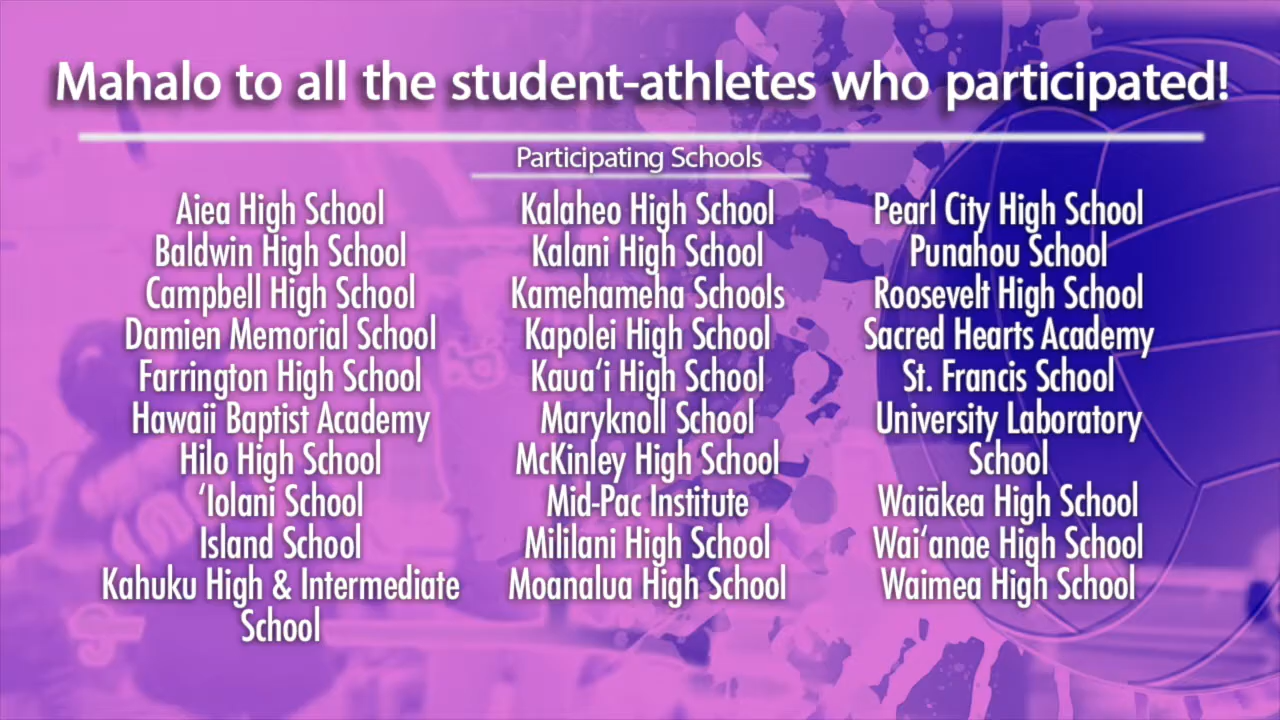 Mahalo to all the student-athletes who participated!
Participating Schools
Aiea High School
Baldwin High School
Campbell High School
Damien Memorial School
Farrington High School
Hawaii Baptist Academy
Hilo High School
ʻIolani School
Island School
Kahuku High & Intermediate
School
Kalaheo High School
Kalani High School
Kamehameha Schools
Kapolei High School
Kauaʻi High School
Maryknoll School
McKinley High School
Mid-Pac Institute
Mililani High School
Moanalua High School
Pearl City High School
Punahou School
Roosevelt High School
Sacred Hearts Academy
St. Francis School
University Laboratory
School
Waiākea High School
Waiʻanae High School
Waimea High School